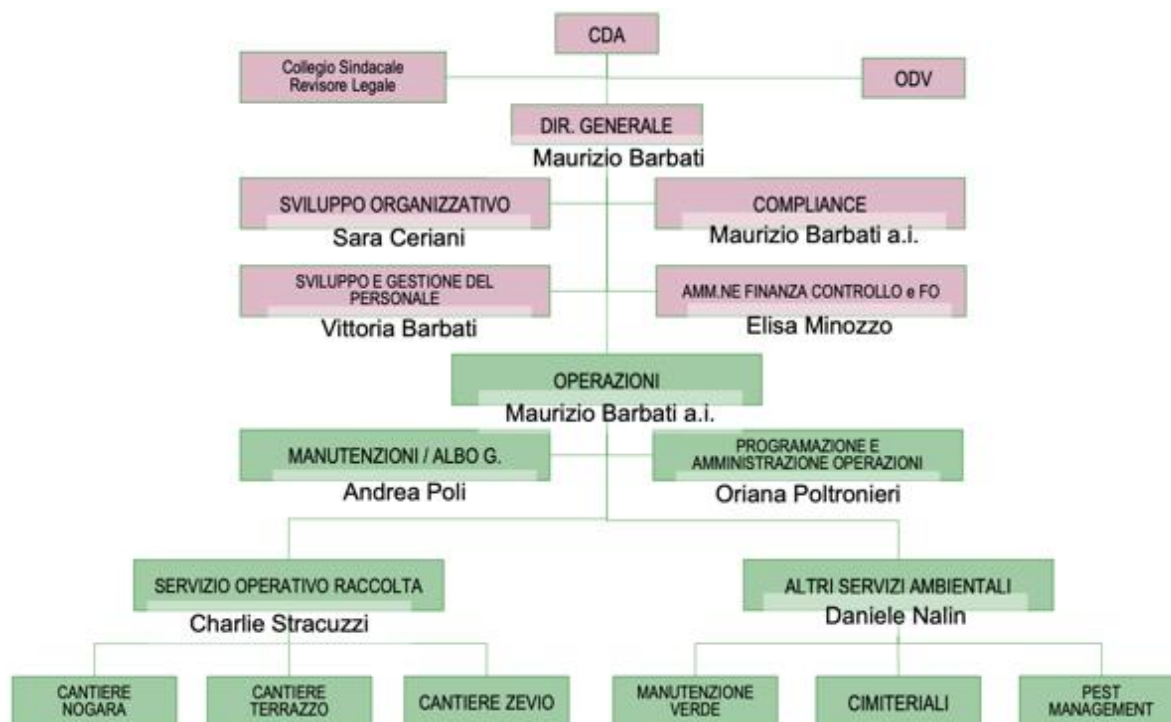 CDA
Collegio Sindacale
Revisore Legale
ODV
DIR. GENERALE
Maurizio Barbati
SVILUPPO ORGANIZZATIVO
Sara Ceriani
COMPLIANCE
Maurizio Barbati a.i.
SVILUPPO E GESTIONE DEL
PERSONALE
Vittoria Barbati
AMM.NE FINANZA CONTROLLO e FO
Elisa Minozzo
OPERAZIONI
Maurizio Barbati a.i.
MANUTENZIONI / ALBO G.
Andrea Poli
PROGRAMAZIONE E
AMMINISTRAZIONE OPERAZIONI
Oriana Poltronieri
SERVIZIO OPERATIVO RACCOLTA
Charlie Stracuzzi
ALTRI SERVIZI AMBIENTALI
Daniele Nalin
CANTIERE
NOGARA
CANTIERE
TERRAZZO
CANTIERE ZEVIO
MANUTENZIONE
VERDE
CIMITERIALI
PEST
MANAGEMENT